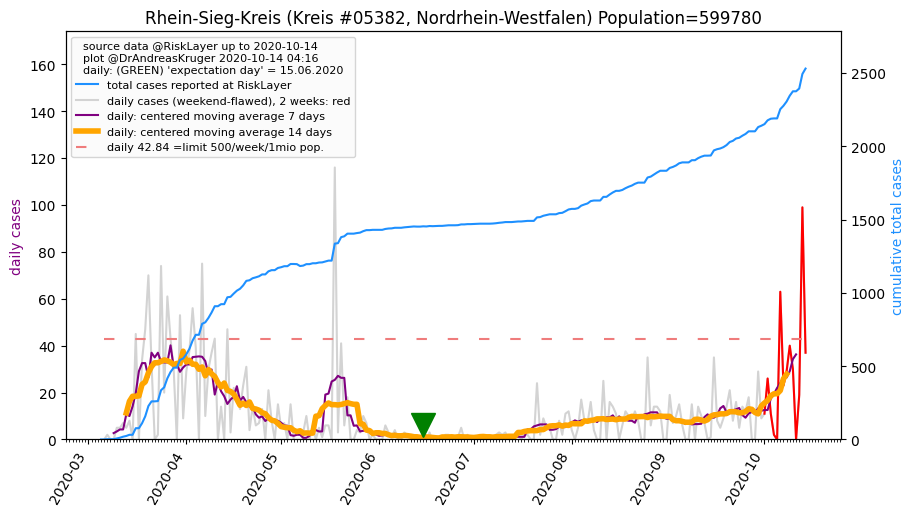 Rhein-Sieg-Kreis (Kreis #05382, Nordrhein-Westfalen) Population=599780
source data @RiskLayer up to 2020-10-14
plot @DrAndreasKruger 2020-10-14 04:16
daily: (GREEN) 'expectation day' = 15.06.2020
total cases reported at RiskLayer
daily cases (weekend-flawed), 2 weeks: red
daily: centered moving average 7 days
daily: centered moving average 14 days
daily 42.84 =limit 500/week/1mio pop.
daily cases
160
140
120
100
80
60
40
20
0
cumulative total cases
2500
2000
1500
1000
500
0
2020-03
2020-04
2020-05
2020-06
2020-07
2020-08
2020-09
2020-10